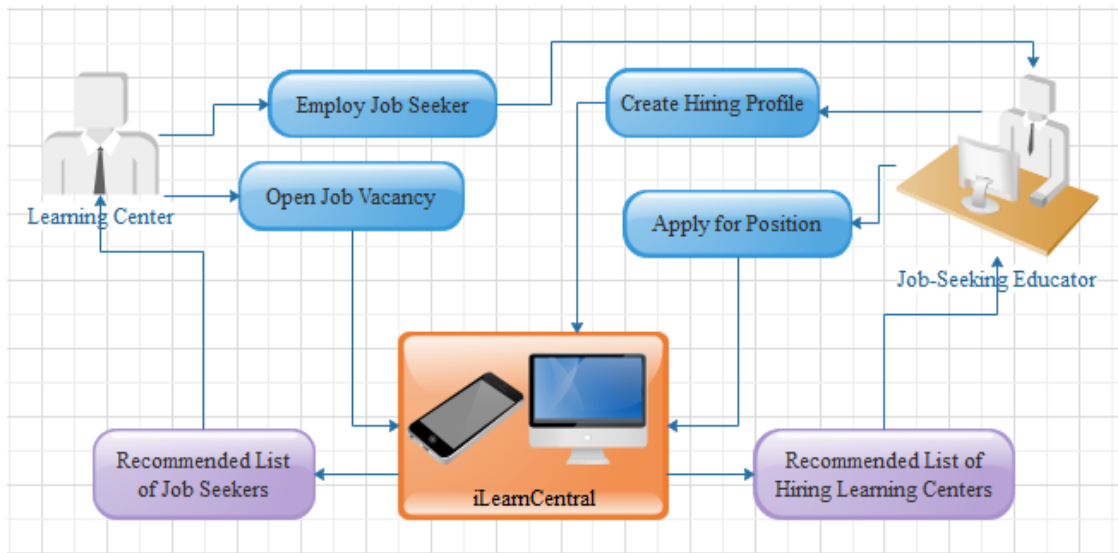 Employ Job Seeker
Create Hiring Profile
Open Job Vacancy
Learning Center
Apply for Position
Job-Seeking Educator
Recommended List
of Job Seekers
iLearnCentral
Recommended List of
Hiring Learning Centers